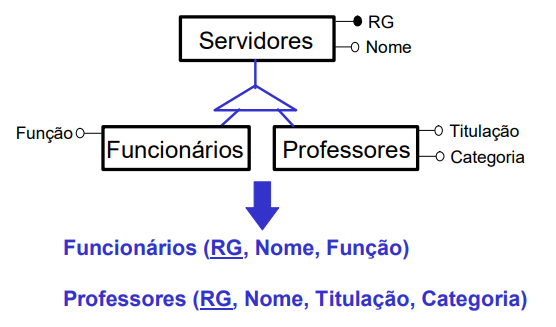 Servidores
RG
Nome
Função
Funcionários
Professores
Titulação
Categoria
Funcionários (RG, Nome, Função)
Professores (RG, Nome, Titulação, Categoria)